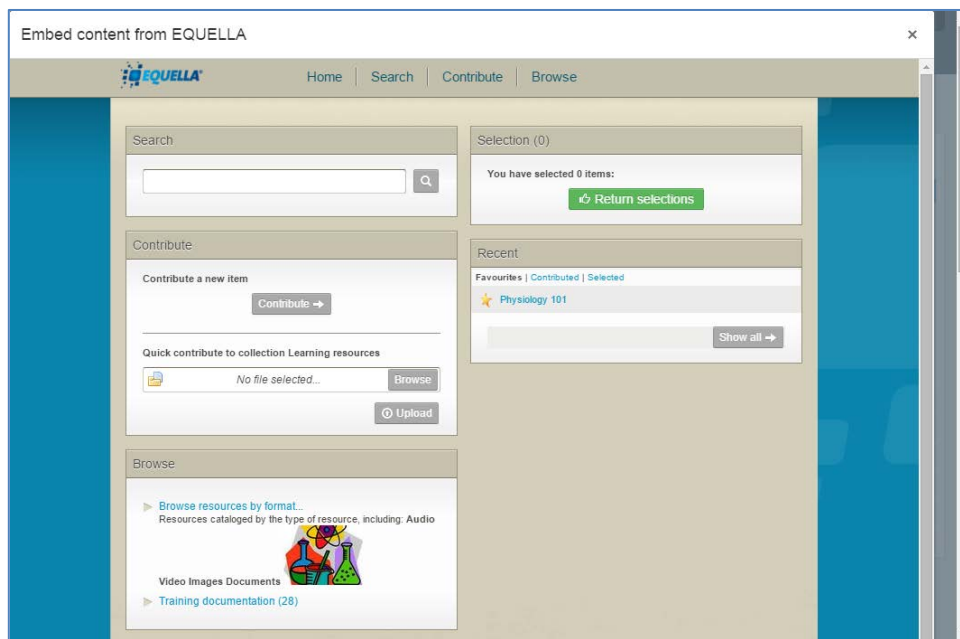 Embed content from EQUELLA ×
EQUELLA
Home Search Contribute Browse
Search
Contribute
Contribute a new item
Contribute
Quick contribute to collection Learning resources
No file selected... Browse
Upload
Browse
Browse resources by format...
Resources cataloged by the type of resource, including: Audio
Video Images Documents
Training documentation (28)
Selection (0)
You have selected 0 items:
Return selections
Recent
Favourites | Contributed | Selected
Physiology 101
Show all